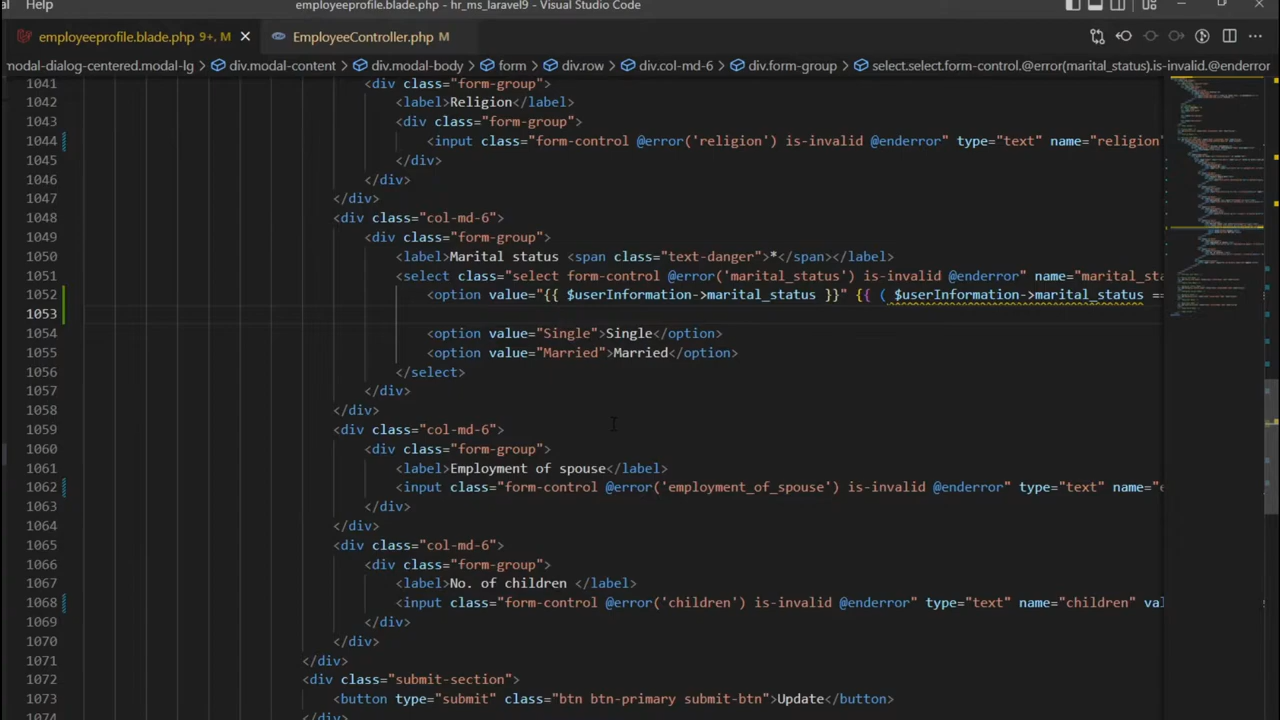 Help
employeeprofile.blade.php - hr_ms_laravel9 - Visual Studio Code
employeeprofile.blade.php 9+, M
EmployeeController.php M
modal-dialog-centered.modal-lg > div.modal-content > div.modal-body > form > div.row > div.col-md-6 > div.form-group > select.select.form-control.@error(marital_status).is-invalid.@enderror
1041 <div class="form-group">
1042 <label>Religion</label>
1043 <div class="form-group">
1044 <input class="form-control @error('religion') is-invalid @enderror" type="text" name="religion"
1045 </div>
1046 </div>
1047 </div>
1048 <div class="col-md-6">
1049 <div class="form-group">
1050 <label>Marital status <span class="text-danger">*</span></label>
1051 <select class="select form-control @error('marital_status') is-invalid @enderror" name="marital_sta
1052 <option value="{{ $userInformation->marital_status }}" {{ ( $userInformation->marital_status ==
1053
1054 <option value="Single">Single</option>
1055 <option value="Married">Married</option>
1056 </select>
1057 </div>
1058 </div>
1059 <div class="col-md-6">
1060 <div class="form-group">
1061 <label>Employment of spouse</label>
1062 <input class="form-control @error('employment_of_spouse') is-invalid @enderror" type="text" name="e
1063 </div>
1064 </div>
1065 <div class="col-md-6">
1066 <div class="form-group">
1067 <label>No. of children </label>
1068 <input class="form-control @error('children') is-invalid @enderror" type="text" name="children" val
1069 </div>
1070 </div>
1071 </div>
1072 <div class="submit-section">
1073 <button type="submit" class="btn btn-primary submit-btn">Update</button>
1074 </div>